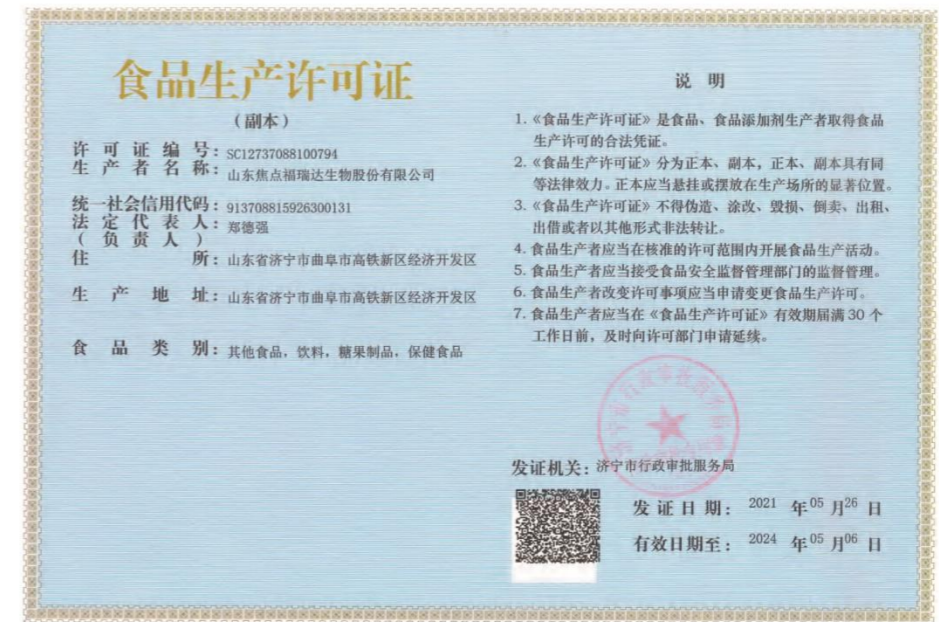 食品生产许可证
(副本)
许可证编号：SC12737088100794
生产者名称：山东焦点福瑞达生物股份有限公司
统一社会信用代码：913708815926300131
法定代表人：郑德强
(负责人)
住所：山东省济宁市曲阜市高铁新区经济开发区
生产地址：山东省济宁市曲阜市高铁新区经济开发区
食品类别：其他食品，饮料，糖果制品，保健食品
说明
1.《食品生产许可证》是食品、食品添加剂生产者取得食品
生产许可的合法凭证。
2.《食品生产许可证》分为正本、副本，正本、副本具有同
等法律效力。正本应当悬挂或摆放在生产场所的显著位置。
3.《食品生产许可证》不得伪造、涂改、毁损、倒卖、出租、
出借或者以其他形式非法转让。
4.食品生产者应当在核准的许可范围内开展食品生产活动。
5.食品生产者应当接受食品安全监督管理部门的监督管理。
6.食品生产者改变许可事项应当申请变更食品生产许可。
7.食品生产者应当在《食品生产许可证》有效期届满30个
工作日前，及时向许可部门申请延续。
发证机关：济宁市行政审批服务局
发证日期：2021年05月26日
有效日期至：2024年05月06日